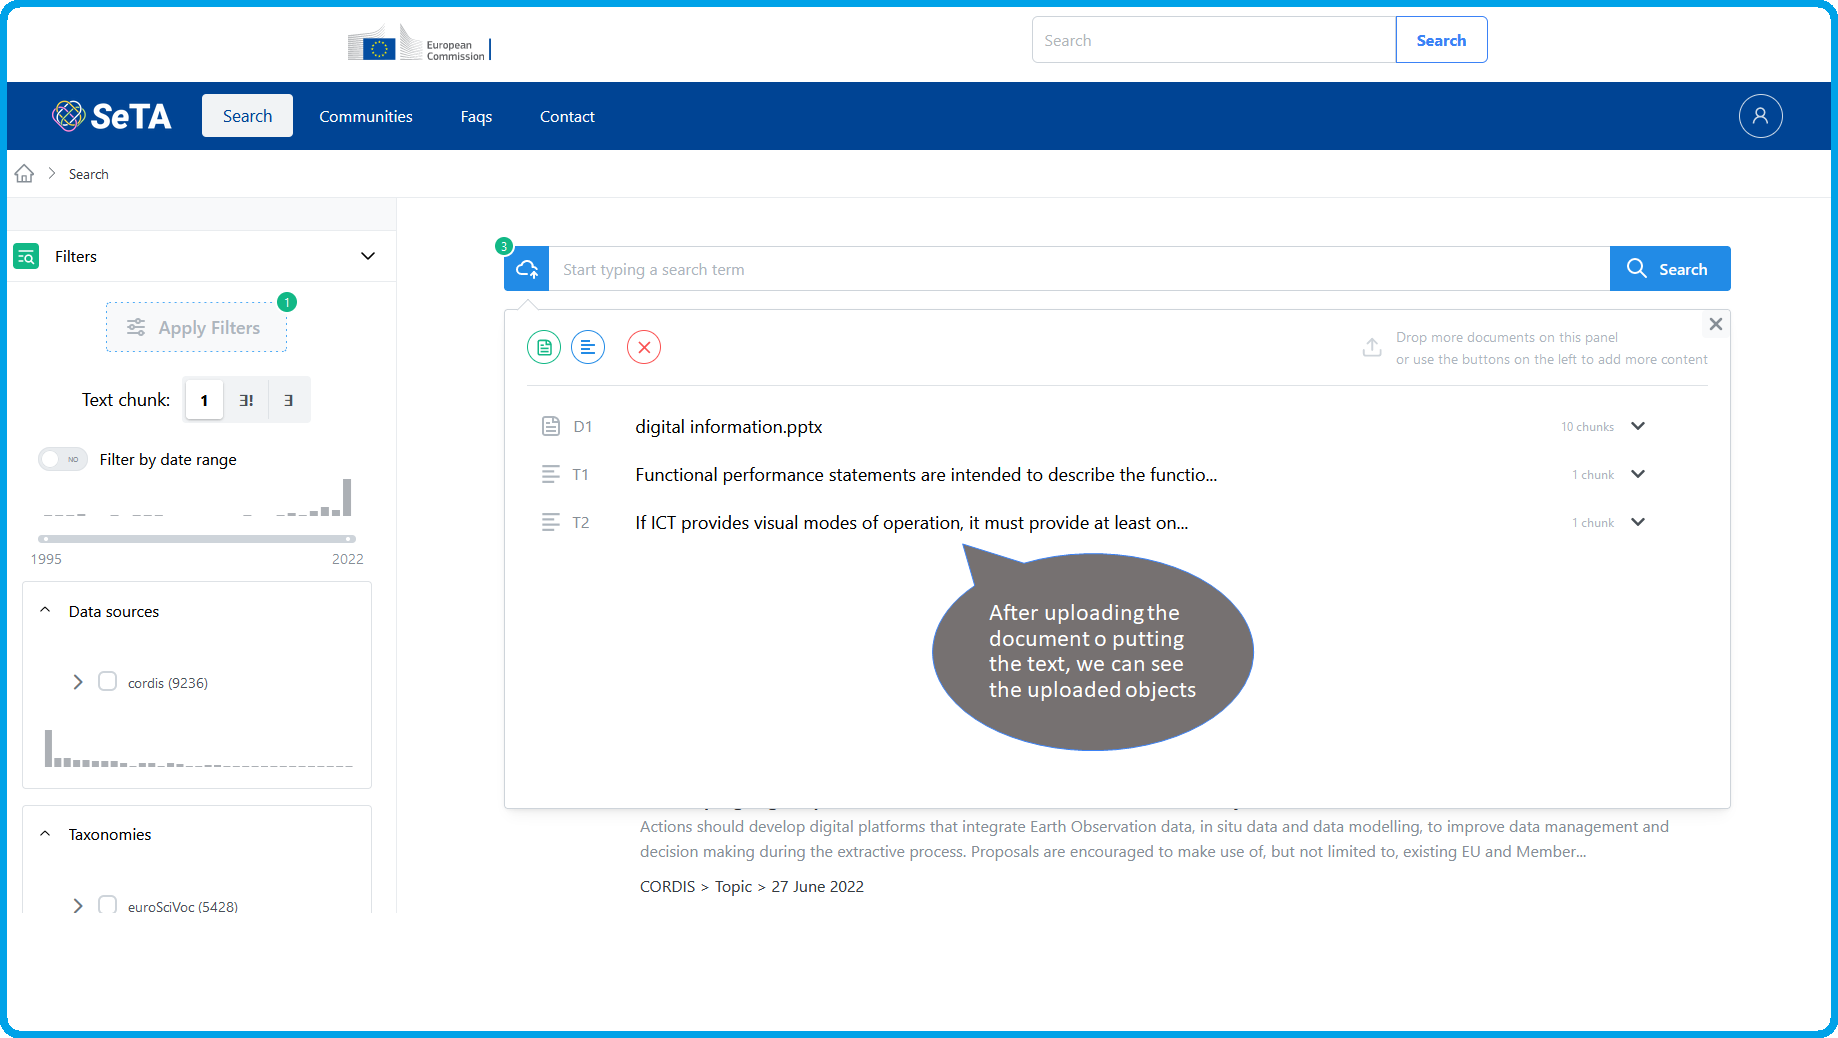 European
Commission
Search
Search
SeTA
Search
Communities
Faqs
Contact
Search
Filters
1
Apply Filters
Text chunk:
1
∃!
∃
NO
Filter by date range
1995
2022
Data sources
cordis (9236)
Taxonomies
euroSciVoc (5428)
3
Start typing a search term
Search
Drop more documents on this panel
or use the buttons on the left to add more content
D1
digital information.pptx
10 chunks
T1
Functional performance statements are intended to describe the functio...
1 chunk
T2
If ICT provides visual modes of operation, it must provide at least on...
1 chunk
After uploading the
document o putting
the text, we can see
the uploaded objects
Actions should develop digital platforms that integrate Earth Observation data, in situ data and data modelling, to improve data management and
decision making during the extractive process. Proposals are encouraged to make use of, but not limited to, existing EU and Member...
CORDIS > Topic > 27 June 2022